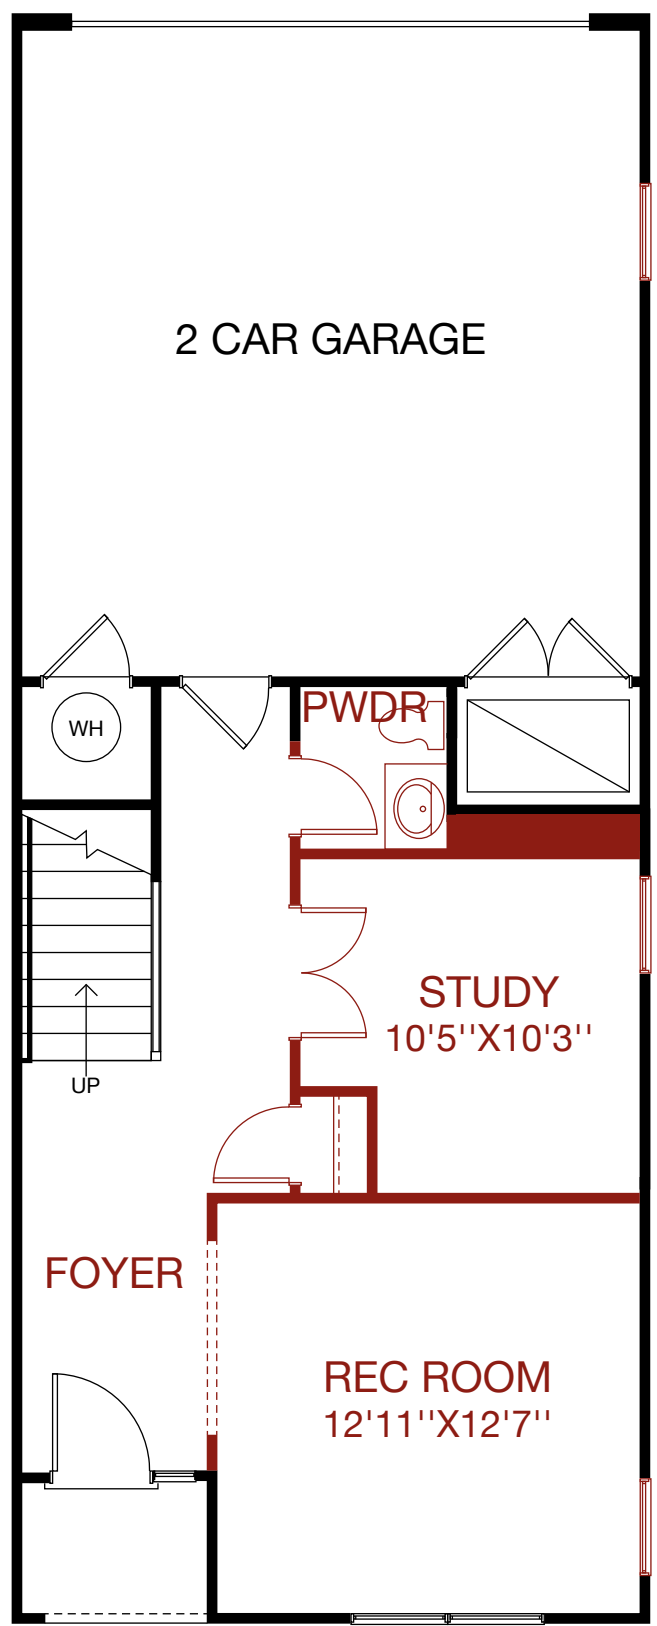 2 CAR GARAGE
PWDR
WH
STUDY
10'5''X10'3''
UP
FOYER
REC ROOM
12'11''X12'7''